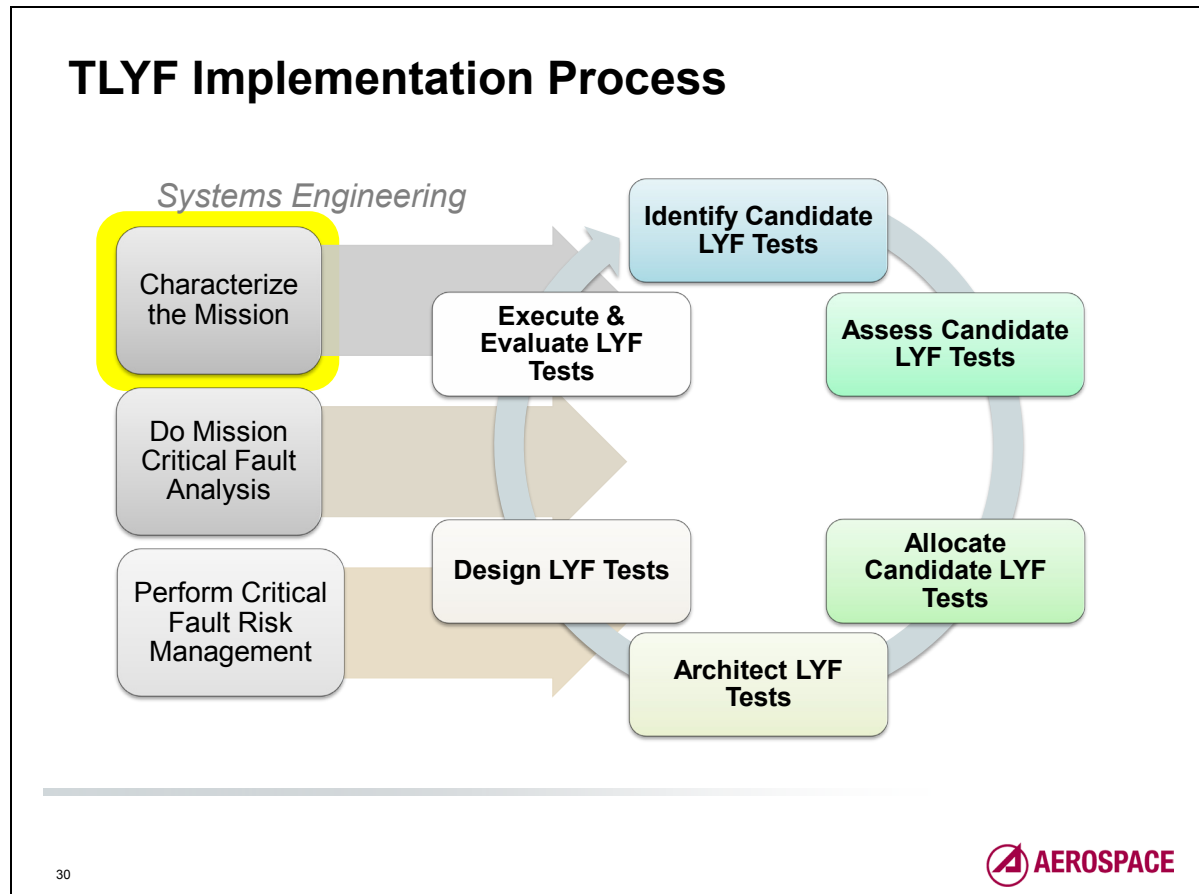 TLYF Implementation Process
Systems Engineering
Characterize
the Mission
Do Mission
Critical Fault
Analysis
Perform Critical
Fault Risk
Management
Identify Candidate
LYF Tests
Assess Candidate
LYF Tests
Allocate
Candidate LYF
Tests
Architect LYF
Tests
Design LYF Tests
Execute &
Evaluate LYF
Tests
30
AEROSPACE